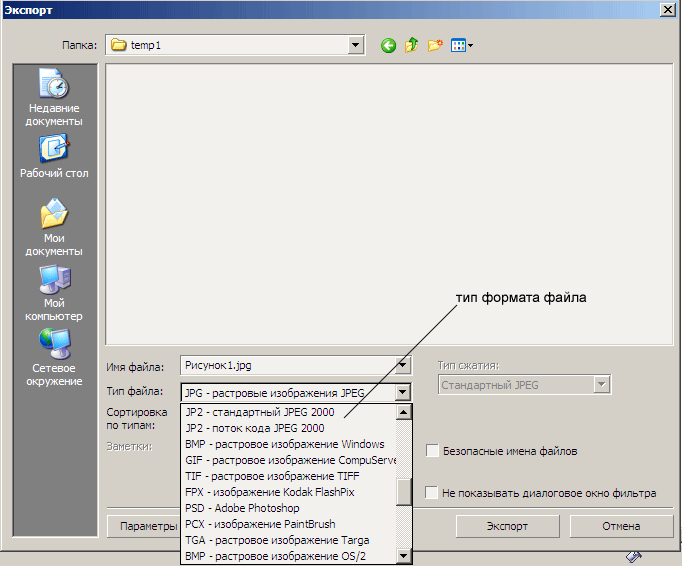 Экспорт
Папка:
temp1
Недавние
документы
Рабочий стол
Мои
документы
Мой
компьютер
Сетевое
окружение
тип формата файла
Имя файла:
Рисунок1.jpg
Тип сжатия:
Тип файла:
JPG - растровые изображения JPEG
Стандартный JPEG
Сортировка
по типам:
Заметки:
JP2 - стандартный JPEG 2000
JP2 - поток кода JPEG 2000
BMP - растровое изображение Windows
GIF - растровое изображение CompuServe
TIF - растровое изображение TIFF
FPX - изображение Kodak FlashPix
PSD - Adobe Photoshop
PCX - изображение PaintBrush
TGA - растровое изображение Targa
BMP - растровое изображение OS/2
Безопасные имена файлов
Не показывать диалоговое окно фильтра
Параметры
Экспорт
Отмена